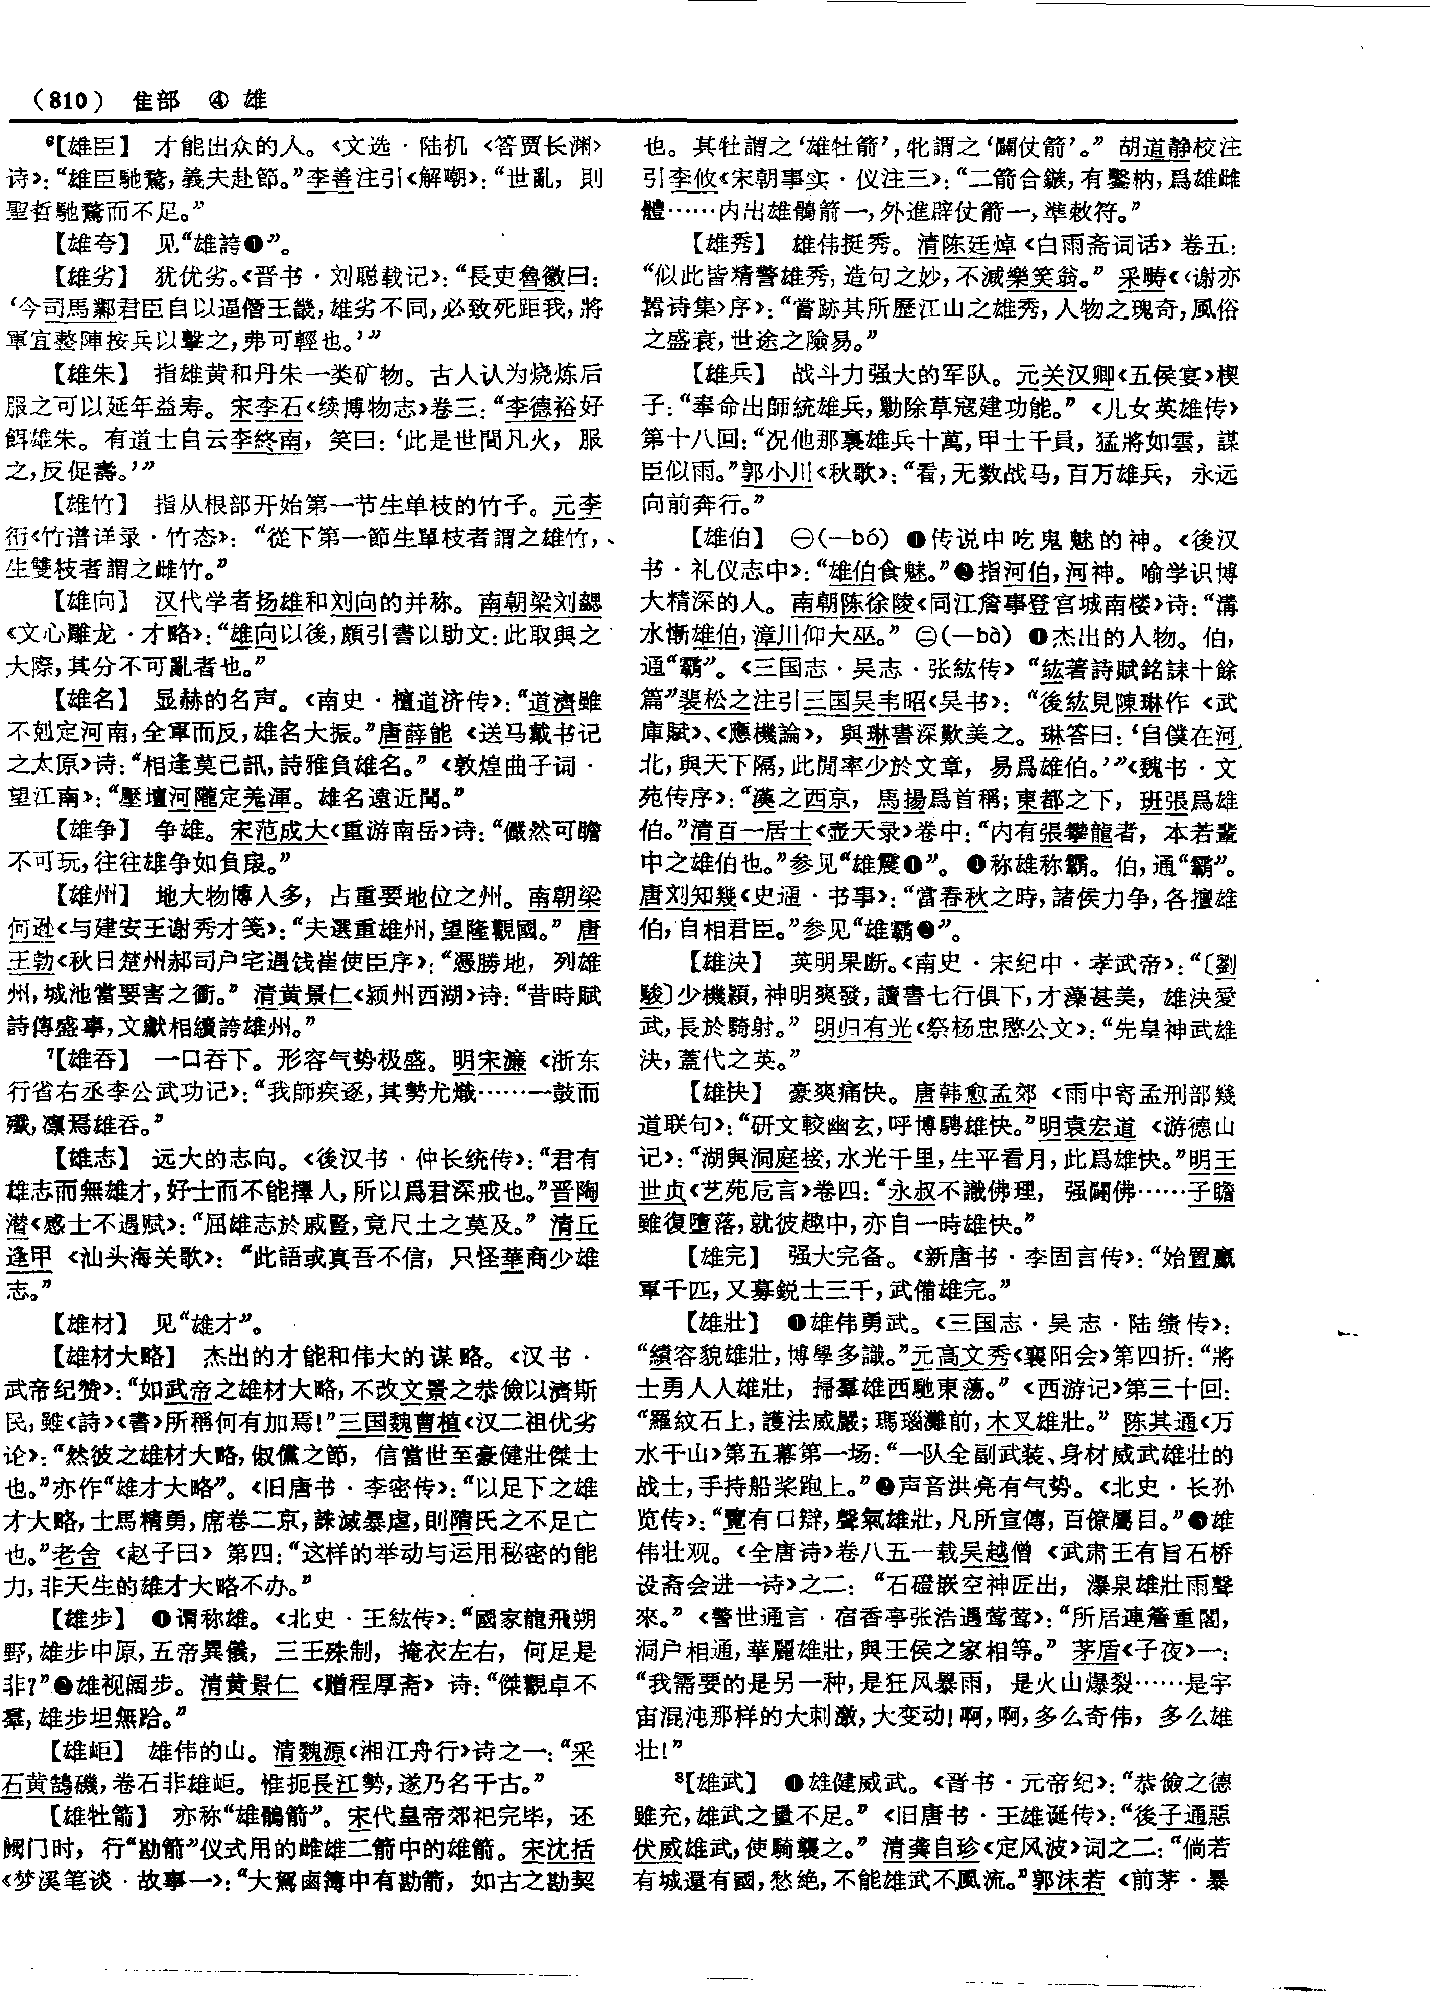 （810） 隹部 ④ 雄
⁶【雄臣】 才能出众的人。《文选·陆机〈答贾长渊〉
诗》：“雄臣馳騖，義夫赴節。”李善注引《解嘲》：“世亂，則
聖哲馳騖而不足。”
【雄夸】 见“雄誇❶”。
【雄劣】 犹优劣。《晋书·刘聪载记》：“長吏魯徽曰：
‘今司馬鄴君臣自以逼僭王畿，雄劣不同，必致死距我，將
軍宜整陣按兵以擊之，弗可輕也。’”
【雄朱】 指雄黄和丹朱一类矿物。古人认为烧炼后
服之可以延年益寿。宋李石《续博物志》卷三：“李德裕好
餌雄朱。有道士自云李終南，笑曰：‘此是世間凡火，服
之，反促壽。’”
【雄竹】 指从根部开始第一节生单枝的竹子。元李
衎《竹谱详录·竹态》：“從下第一節生單枝者謂之雄竹，
生雙枝者謂之雌竹。”
【雄向】 汉代学者扬雄和刘向的并称。南朝梁刘勰
《文心雕龙·才略》：“雄向以後，頗引書以助文：此取與之
大際，其分不可亂者也。”
【雄名】 显赫的名声。《南史·檀道济传》：“道濟雖
不剋定河南，全軍而反，雄名大振。”唐薛能《送马戴书记
之太原》诗：“相逢莫已訊，詩雅負雄名。”《敦煌曲子词·
望江南》：“壓壇河隴定羌渾。雄名遠近聞。”
【雄争】 争雄。宋范成大《重游南岳》诗：“儼然可瞻
不可玩，往往雄争如負扆。”
【雄州】 地大物博人多，占重要地位之州。南朝梁
何逊《与建安王谢秀才笺》：“夫選重雄州，望隆觀國。”唐
王勃《秋日楚州郝司户宅遇饯崔使臣序》：“憑勝地，列雄
州，城池當要害之衝。”清黄景仁《颍州西湖》诗：“昔時賦
詩傳盛事，文獻相續誇雄州。”
⁷【雄吞】 一口吞下。形容气势极盛。明宋濂《浙东
行省右丞李公武功记》：“我師疾逐，其勢尤熾……一鼓而
殲，凛焉雄吞。”
【雄志】 远大的志向。《後汉书·仲长统传》：“君有
雄志而無雄才，好士而不能擇人，所以爲君深戒也。”晋陶
潜《感士不遇赋》：“屈雄志於戚豎，竟尺土之莫及。”清丘
逢甲《汕头海关歌》：“此語或真吾不信，只怪華商少雄
志。”
【雄材】 见“雄才”。
【雄材大略】 杰出的才能和伟大的谋略。《汉书·
武帝纪赞》：“如武帝之雄材大略，不改文景之恭儉以濟斯
民，雖《詩》《書》所稱何有加焉！”三国魏曹植《汉二祖优劣
论》：“然彼之雄材大略，俶儻之節，信當世至豪健壯傑士
也。”亦作“雄才大略”。《旧唐书·李密传》：“以足下之雄
才大略，士馬精勇，席卷二京，誅滅暴虐，則隋氏之不足亡
也。”老舍《赵子曰》第四：“这样的举动与运用秘密的能
力，非天生的雄才大略不办。”
【雄步】 ❶谓称雄。《北史·王紘传》：“國家龍飛朔
野，雄步中原，五帝異儀，三王殊制，掩衣左右，何足是
非？”❷雄视阔步。清黄景仁《赠程厚斋》诗：“傑觀卓不
羣，雄步坦無跲。”
【雄岠】 雄伟的山。清魏源《湘江舟行》诗之一：“采
石黄鵠磯，卷石非雄岠。惟扼長江勢，遂乃名千古。”
【雄牡箭】 亦称“雄鶻箭”。宋代皇帝郊祀完毕，还
阙门时，行“勘箭”仪式用的雌雄二箭中的雄箭。宋沈括
《梦溪笔谈·故事一》：“大駕鹵簿中有勘箭，如古之勘契
也。其牡謂之‘雄牡箭’，牝謂之‘闢仗箭’。”胡道静校注
引李攸《宋朝事实·仪注三》：“二箭合鏃，有鑿枘，爲雄雌
體……内出雄鶻箭一，外進辟仗箭一，準敕符。”
【雄秀】 雄伟挺秀。清陈廷焯《白雨斋词话》卷五：
“似此皆精警雄秀，造句之妙，不減樂笑翁。”采畴《〈谢亦
嚣诗集〉序》：“嘗跡其所歷江山之雄秀，人物之瑰奇，風俗
之盛衰，世途之險易。”
【雄兵】 战斗力强大的军队。元关汉卿《五侯宴》楔
子：“奉命出師統雄兵，勦除草寇建功能。”《儿女英雄传》
第十八回：“况他那裏雄兵十萬，甲士千員，猛將如雲，謀
臣似雨。”郭小川《秋歌》：“看，无数战马，百万雄兵，永远
向前奔行。”
【雄伯】 ㊀（—bó）❶传说中吃鬼魅的神。《後汉
书·礼仪志中》：“雄伯食魅。”❷指河伯，河神。喻学识博
大精深的人。南朝陈徐陵《同江詹事登宫城南楼》诗：“溝
水慚雄伯，漳川仰大巫。”㊁（—bà）❶杰出的人物。伯，
通“霸”。《三国志·吴志·张紘传》“紘著詩賦銘誄十餘
篇”裴松之注引三国吴韦昭《吴书》：“後紘見陳琳作《武
庫賦》、《應機論》，與琳書深歎美之。琳答曰：‘自僕在河
北，與天下隔，此間率少於文章，易爲雄伯。’”《魏书·文
苑传序》：“漢之西京，馬揚爲首稱；東都之下，班張爲雄
伯。”清百一居士《壶天录》卷中：“内有張攀龍者，本若輩
中之雄伯也。”参见“雄霸❶”。❷称雄称霸。伯，通“霸”。
唐刘知幾《史通·书事》：“當春秋之時，諸侯力争，各擅雄
伯，自相君臣。”参见“雄霸❷”。
【雄決】 英明果断。《南史·宋纪中·孝武帝》：“〔劉
駿〕少機穎，神明爽發，讀書七行俱下，才藻甚美，雄決愛
武，長於騎射。”明归有光《祭杨忠愍公文》：“先皇神武雄
決，蓋代之英。”
【雄快】 豪爽痛快。唐韩愈孟郊《雨中寄孟刑部幾
道联句》：“研文較幽玄，呼博騁雄快。”明袁宏道《游德山
记》：“湖與洞庭接，水光千里，生平看月，此爲雄快。”明王
世贞《艺苑卮言》卷四：“永叔不識佛理，强闢佛……子瞻
雖復墮落，就彼趣中，亦自一時雄快。”
【雄完】 强大完备。《新唐书·李固言传》：“始置贏
軍千匹，又募鋭士三千，武備雄完。”
【雄壯】 ❶雄伟勇武。《三国志·吴志·陆绩传》：
“績容貌雄壯，博學多識。”元高文秀《襄阳会》第四折：“將
士勇人人雄壯，掃羣雄西馳東蕩。”《西游记》第三十回：
“羅紋石上，護法威嚴；瑪瑙灘前，木叉雄壯。”陈其通《万
水千山》第五幕第一场：“一队全副武装、身材威武雄壮的
战士，手持船桨跑上。”❷声音洪亮有气势。《北史·长孙
览传》：“覽有口辯，聲氣雄壯，凡所宣傳，百僚屬目。”❸雄
伟壮观。《全唐诗》卷八五一载吴越僧《武肃王有旨石桥
设斋会进一诗》之二：“石磴嵌空神匠出，瀑泉雄壯雨聲
來。”《警世通言·宿香亭张浩遇莺莺》：“所居連簷重閣，
洞户相通，華麗雄壯，與王侯之家相等。”茅盾《子夜》一：
“我需要的是另一种，是狂风暴雨，是火山爆裂……是宇
宙混沌那样的大刺激，大变动！啊，啊，多么奇伟，多么雄
壮！”
⁸【雄武】 ❶雄健威武。《晋书·元帝纪》：“恭儉之德
雖充，雄武之量不足。”《旧唐书·王雄诞传》：“後子通惡
伏威雄武，使騎襲之。”清龚自珍《定风波》词之二：“倘若
有城還有國，愁絶，不能雄武不風流。”郭沫若《前茅·暴